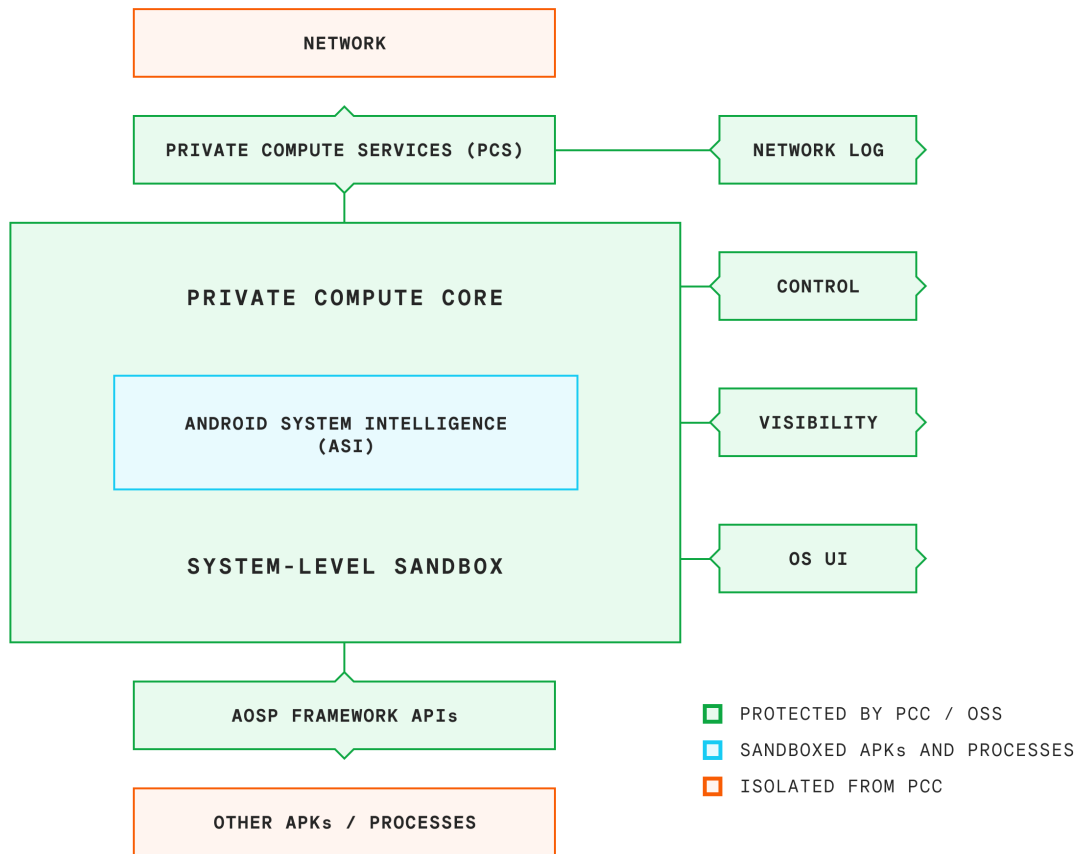 NETWORK
PRIVATE COMPUTE SERVICES (PCS)
NETWORK LOG
PRIVATE COMPUTE CORE
CONTROL
ANDROID SYSTEM INTELLIGENCE
(ASI)
VISIBILITY
SYSTEM-LEVEL SANDBOX
OS UI
AOSP FRAMEWORK APIs
OTHER APKs / PROCESSES
PROTECTED BY PCC / OSS
SANDBOXED APKs AND PROCESSES
ISOLATED FROM PCC